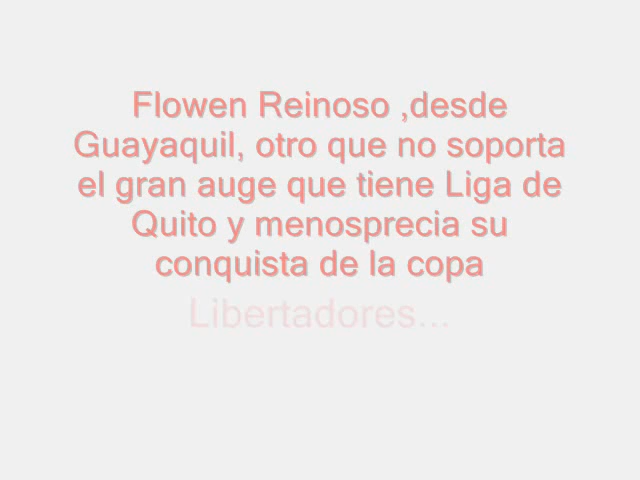 Flowen Reinoso ,desde
Guayaquil, otro que no soporta
el gran auge que tiene Liga de
Quito y menosprecia su
conquista de la copa
Libertadores...